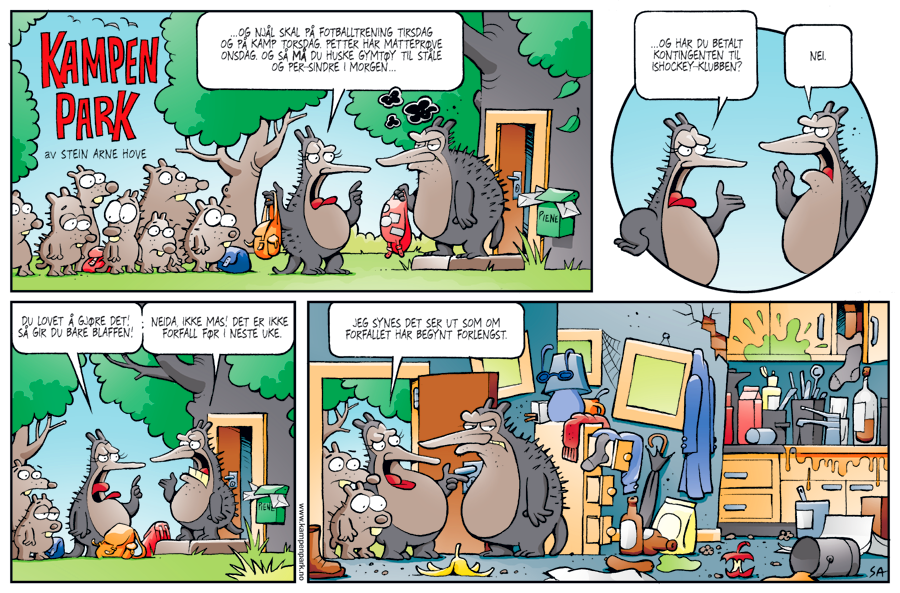 KAMPEN
PARK
AV STEIN ARNE HOVE
...OG NJÅL SKAL PÅ FOTBALLTRENING TIRSDAG
OG PÅ KAMP TORSDAG. PETTER HAR MATTEPRØVE
ONSDAG. OG SÅ MÅ DU HUSKE GYMTØY TIL STÅLE
OG PER-SINDRE I MORGEN...
PIENE
...OG HAR DU BETALT
KONTINGENTEN TIL
ISHOCKEY-KLUBBEN?
NEI.
DU LOVET Å GJØRE DET!
SÅ GIR DU BARE BLAFFEN!
NEIDA, IKKE MAS! DET ER IKKE
FORFALL FØR I NESTE UKE.
PIENE
www.kampenpark.no
JEG SYNES DET SER UT SOM OM
FORFALLET HAR BEGYNT FORLENGST.
SA